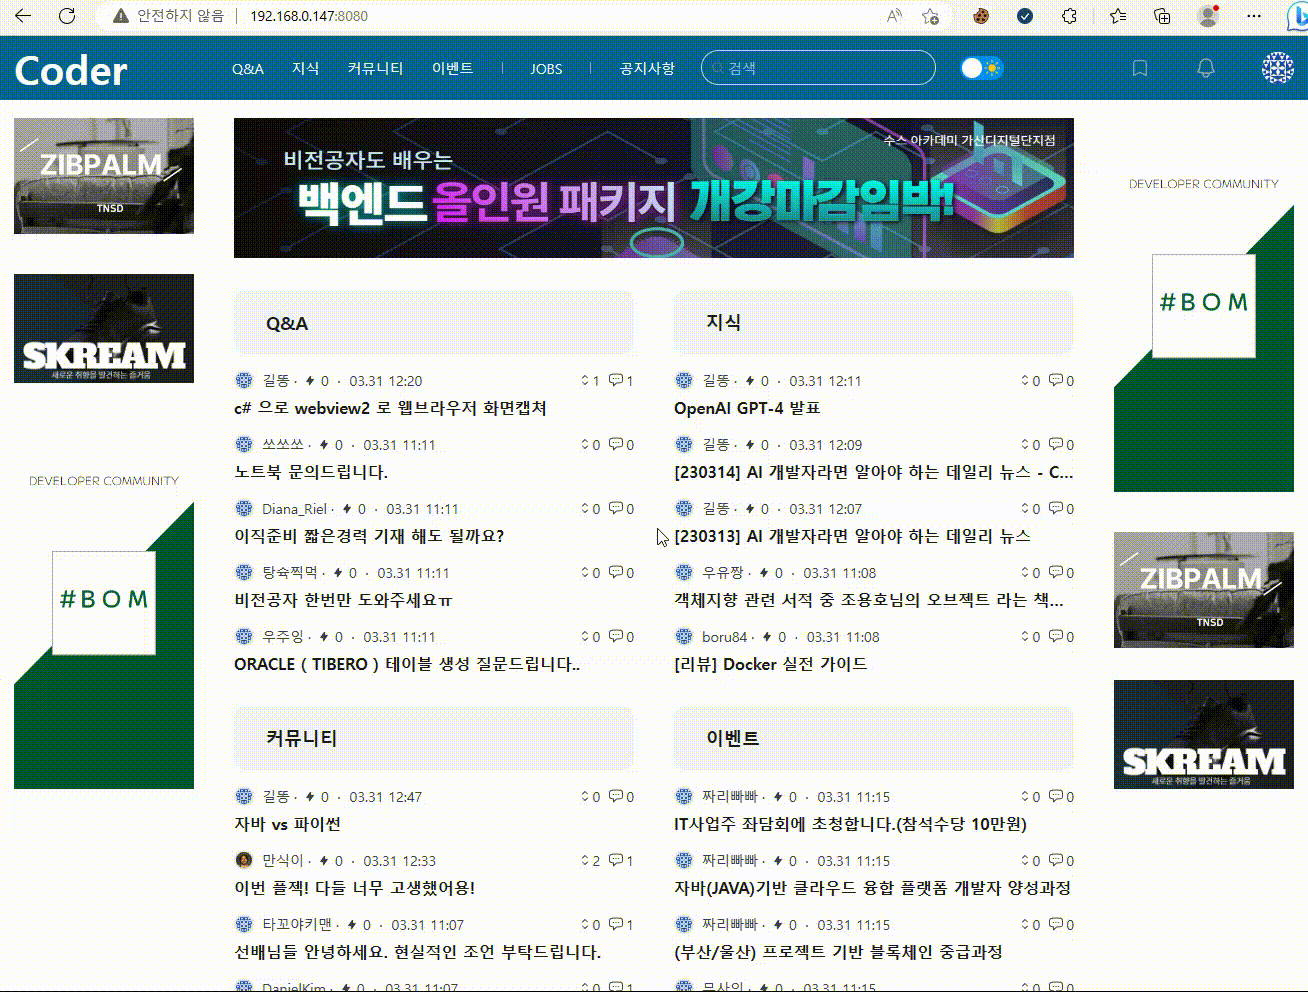 안전하지 않음 | 192.168.0.147:8080
Coder
Q&A 지식 커뮤니티 이벤트 | JOBS | 공지사항
검색
ZIBPALM
TNSD
SKREAM
새로운 취향을 발견하는 즐거움
DEVELOPER COMMUNITY
#BOM
수스 아카데미 가산디지털단지점
비전공자도 배우는
백엔드 올인원 패키지 개강마감임박!
Q&A
길똥 · 0 · 03.31 12:20 1 1
c# 으로 webview2 로 웹브라우저 화면캡쳐
쏘쏘쏘 · 0 · 03.31 11:11 0 0
노트북 문의드립니다.
Diana_Riel · 0 · 03.31 11:11 0 0
이직준비 짧은경력 기재 해도 될까요?
탕슉찍먹 · 0 · 03.31 11:11 0 0
비전공자 한번만 도와주세요ㅠ
우주잉 · 0 · 03.31 11:11 0 0
ORACLE ( TIBERO ) 테이블 생성 질문드립니다..
지식
길똥 · 0 · 03.31 12:11 0 0
OpenAI GPT-4 발표
길똥 · 0 · 03.31 12:09 0 0
[230314] AI 개발자라면 알아야 하는 데일리 뉴스 - C...
길똥 · 0 · 03.31 12:07 0 0
[230313] AI 개발자라면 알아야 하는 데일리 뉴스
우유짱 · 0 · 03.31 11:08 0 0
객체지향 관련 서적 중 조용호님의 오브젝트 라는 책...
boru84 · 0 · 03.31 11:08 0 0
[리뷰] Docker 실전 가이드
커뮤니티
길똥 · 0 · 03.31 12:47 0 0
자바 vs 파이썬
만식이 · 0 · 03.31 12:33 2 1
이번 플젝! 다들 너무 고생했어용!
타꼬야키맨 · 0 · 03.31 11:07 0 1
선배님들 안녕하세요. 현실적인 조언 부탁드립니다.
DanielKim · 0 · 03.31 11:07 0 1
이벤트
짜리빠빠 · 0 · 03.31 11:15 0 0
IT사업주 좌담회에 초청합니다.(참석수당 10만원)
짜리빠빠 · 0 · 03.31 11:15 0 0
자바(JAVA)기반 클라우드 융합 플랫폼 개발자 양성과정
짜리빠빠 · 0 · 03.31 11:15 0 0
(부산/울산) 프로젝트 기반 블록체인 중급과정
· 0 · 03.31 11:15 0 0
DEVELOPER COMMUNITY
#BOM
ZIBPALM
TNSD
SKREAM
새로운 취향을 발견하는 즐거움